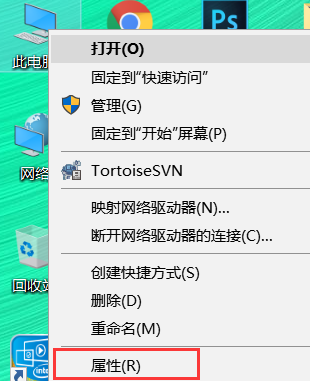 Ps
此电脑
网络
回收站
intel
打开(O)
固定到“快速访问”
管理(G)
固定到“开始”屏幕(P)
TortoiseSVN
映射网络驱动器(N)...
断开网络驱动器的连接(C)...
创建快捷方式(S)
删除(D)
重命名(M)
属性(R)